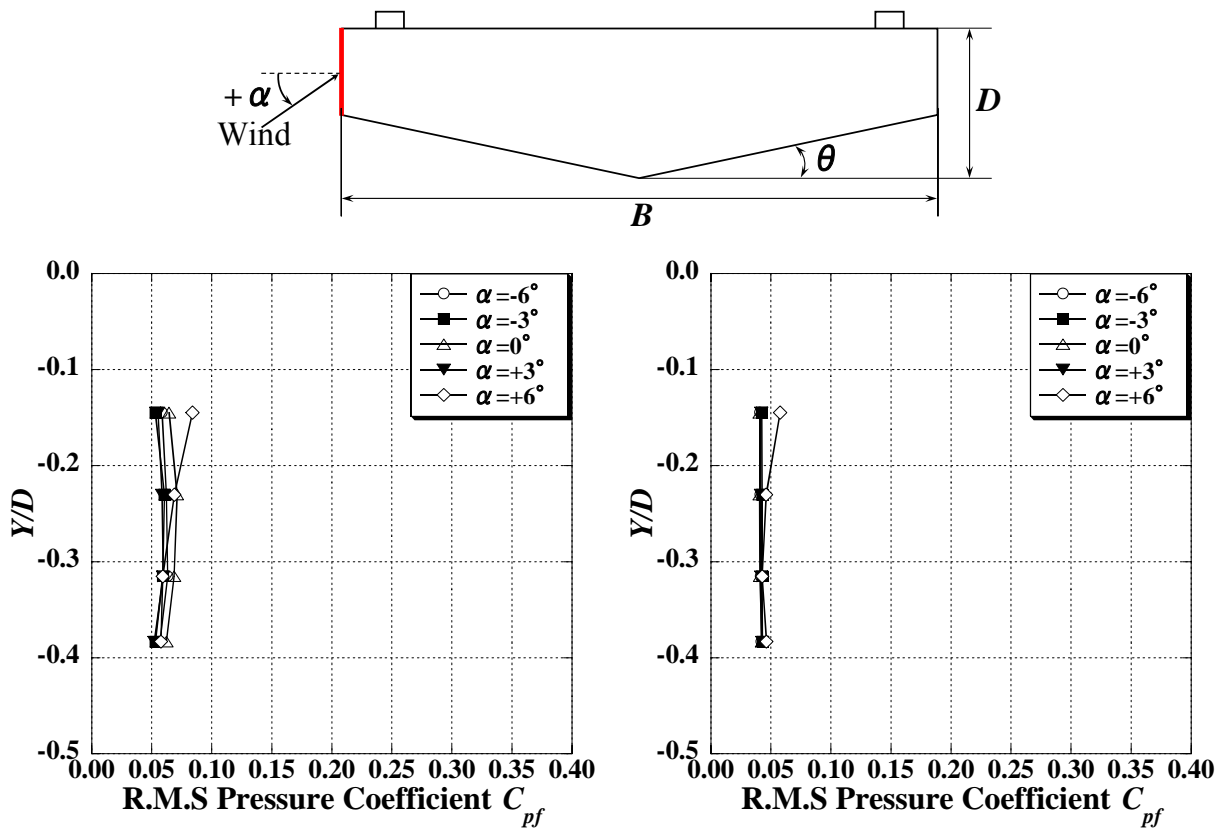 + α
Wind
D
θ
B
0.0
-0.1
-0.2
-0.3
-0.4
-0.5
Y/D
0.00 0.05 0.10 0.15 0.20 0.25 0.30 0.35 0.40
R.M.S Pressure Coefficient C_pf
α =-6°
α =-3°
α =0°
α =+3°
α =+6°
0.0
-0.1
-0.2
-0.3
-0.4
-0.5
Y/D
0.00 0.05 0.10 0.15 0.20 0.25 0.30 0.35 0.40
R.M.S Pressure Coefficient C_pf
α =-6°
α =-3°
α =0°
α =+3°
α =+6°